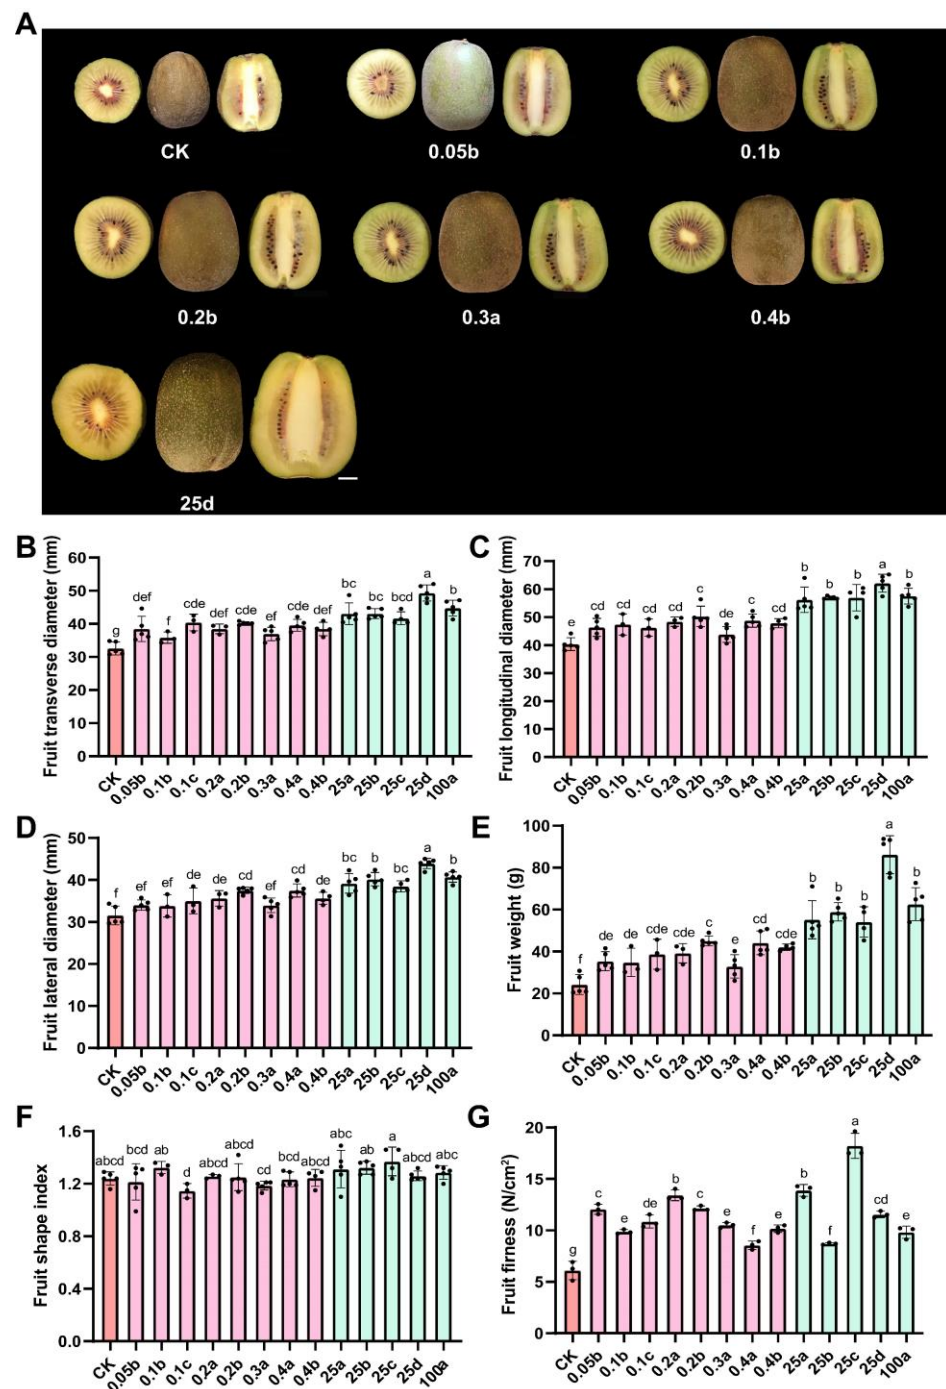 A
CK
0.05b
0.1b
0.2b
0.3a
0.4b
25d
B
Fruit transverse diameter (mm)
60
50
40
30
20
10
0
g
def
f
cde
def
cde
ef
cde
def
bc
bc
bcd
a
b
CK
0.05b
0.1b
0.1c
0.2a
0.2b
0.3a
0.4a
0.4b
25a
25b
25c
25d
100a
C
Fruit longitudinal diameter (mm)
70
60
50
40
30
20
10
0
e
cd
cd
cd
cd
c
de
c
cd
b
b
b
a
b
CK
0.05b
0.1b
0.1c
0.2a
0.2b
0.3a
0.4a
0.4b
25a
25b
25c
25d
100a
D
Fruit lateral diameter (mm)
50
40
30
20
10
0
f
ef
ef
de
de
cd
ef
cd
de
bc
b
bc
a
b
CK
0.05b
0.1b
0.1c
0.2a
0.2b
0.3a
0.4a
0.4b
25a
25b
25c
25d
100a
E
Fruit weight (g)
100
80
60
40
20
0
f
de
de
cde
cde
c
e
cd
cde
b
b
b
a
b
CK
0.05b
0.1b
0.1c
0.2a
0.2b
0.3a
0.4a
0.4b
25a
25b
25c
25d
100a
F
Fruit shape index
1.6
1.2
0.8
0.4
0.0
abcd
bcd
ab
d
abcd
abcd
cd
bcd
abcd
abc
ab
a
abcd
abc
CK
0.05b
0.1b
0.1c
0.2a
0.2b
0.3a
0.4a
0.4b
25a
25b
25c
25d
100a
G
Fruit firness (N/cm²)
20
15
10
5
0
g
c
e
de
b
c
e
f
e
b
f
a
cd
e
CK
0.05b
0.1b
0.1c
0.2a
0.2b
0.3a
0.4a
0.4b
25a
25b
25c
25d
100a